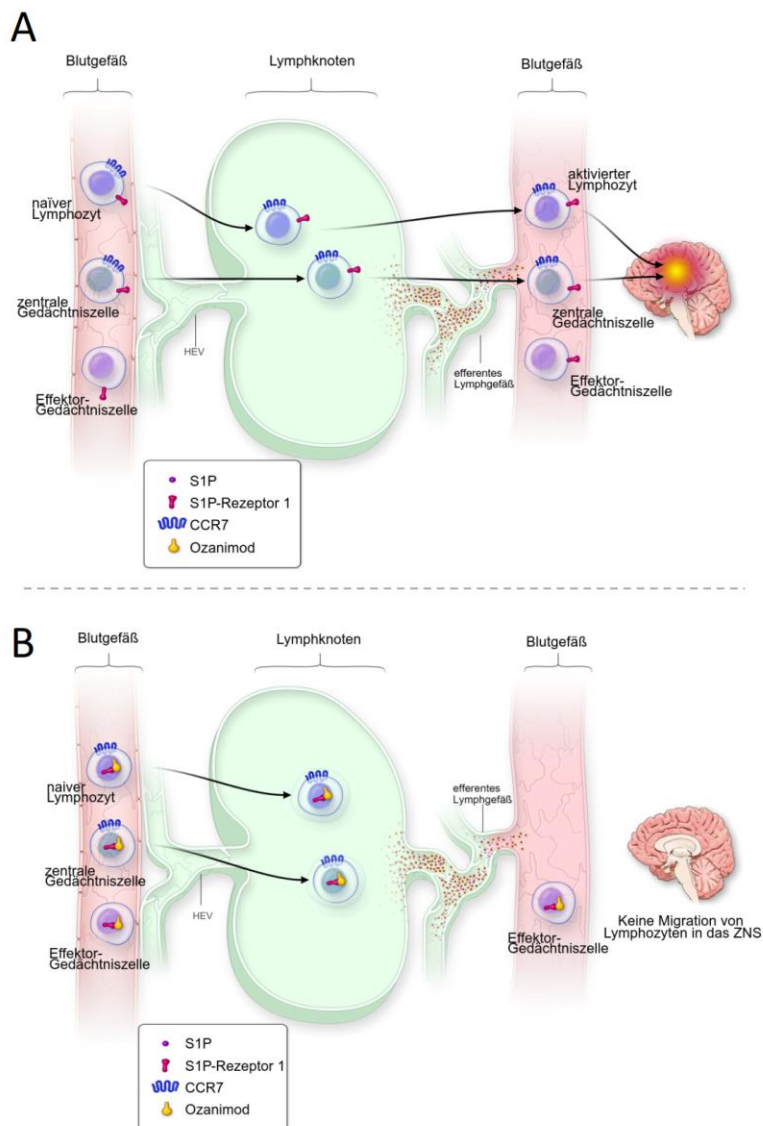 A
Blutgefäß
Lymphknoten
Blutgefäß
naïver
Lymphozyt
zentrale
Gedächtniszelle
Effektor-
Gedächtniszelle
HEV
efferentes
Lymphgefäß
aktivierter
Lymphozyt
zentrale
Gedächtniszelle
Effektor-
Gedächtniszelle
S1P
S1P-Rezeptor 1
CCR7
Ozanimod
B
Blutgefäß
Lymphknoten
Blutgefäß
naiver
Lymphozyt
zentrale
Gedächtniszelle
Effektor-
Gedächtniszelle
HEV
efferentes
Lymphgefäß
Effektor-
Gedächtniszelle
Keine Migration von
Lymphozyten in das ZNS
S1P
S1P-Rezeptor 1
CCR7
Ozanimod